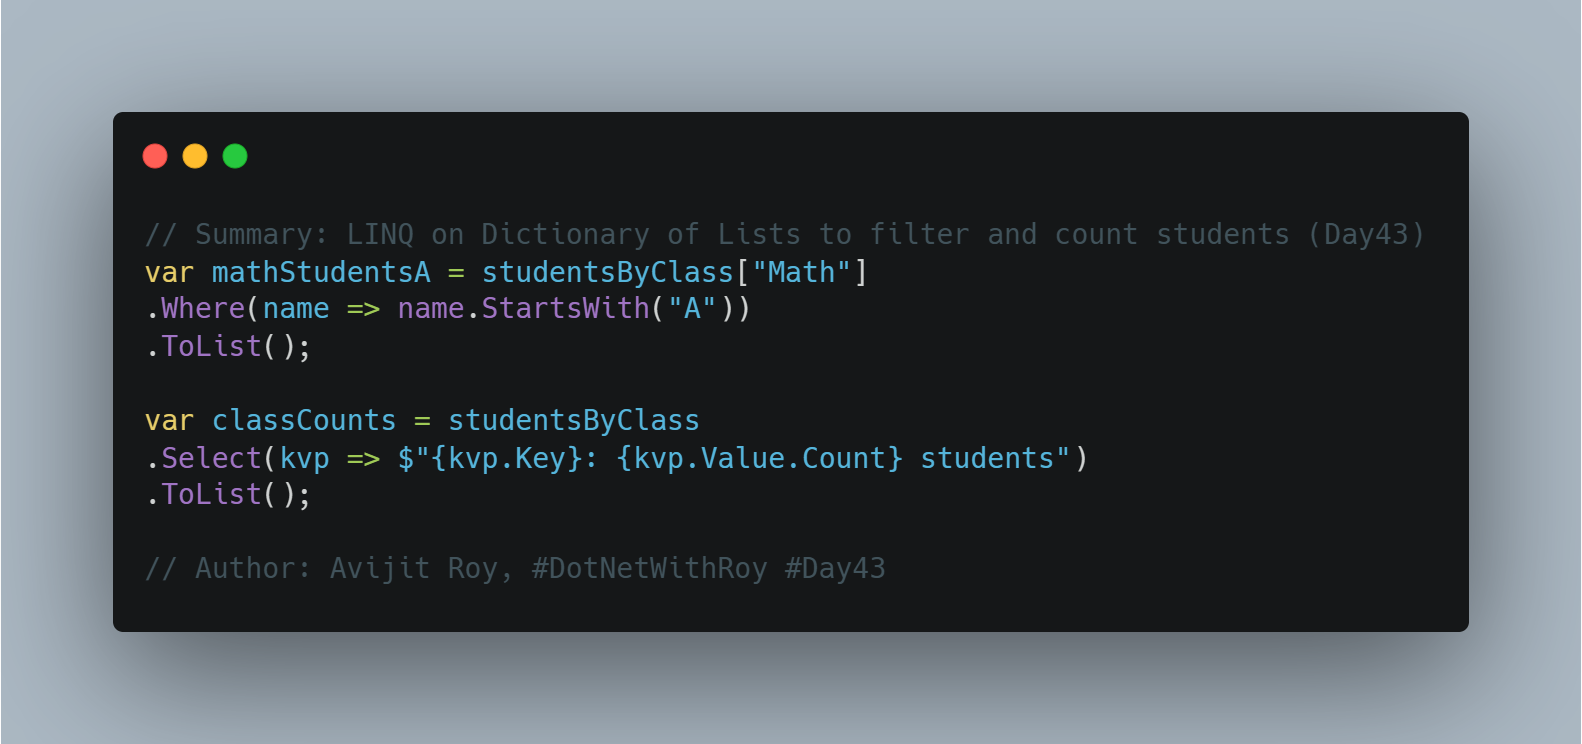 // Summary: LINQ on Dictionary of Lists to filter and count students (Day43)
var mathStudentsA = studentsByClass["Math"]
.Where(name => name.StartsWith("A"))
.ToList();
var classCounts = studentsByClass
.Select(kvp => $"{kvp.Key}: {kvp.Value.Count} students")
.ToList();
// Author: Avijit Roy, #DotNetWithRoy #Day43